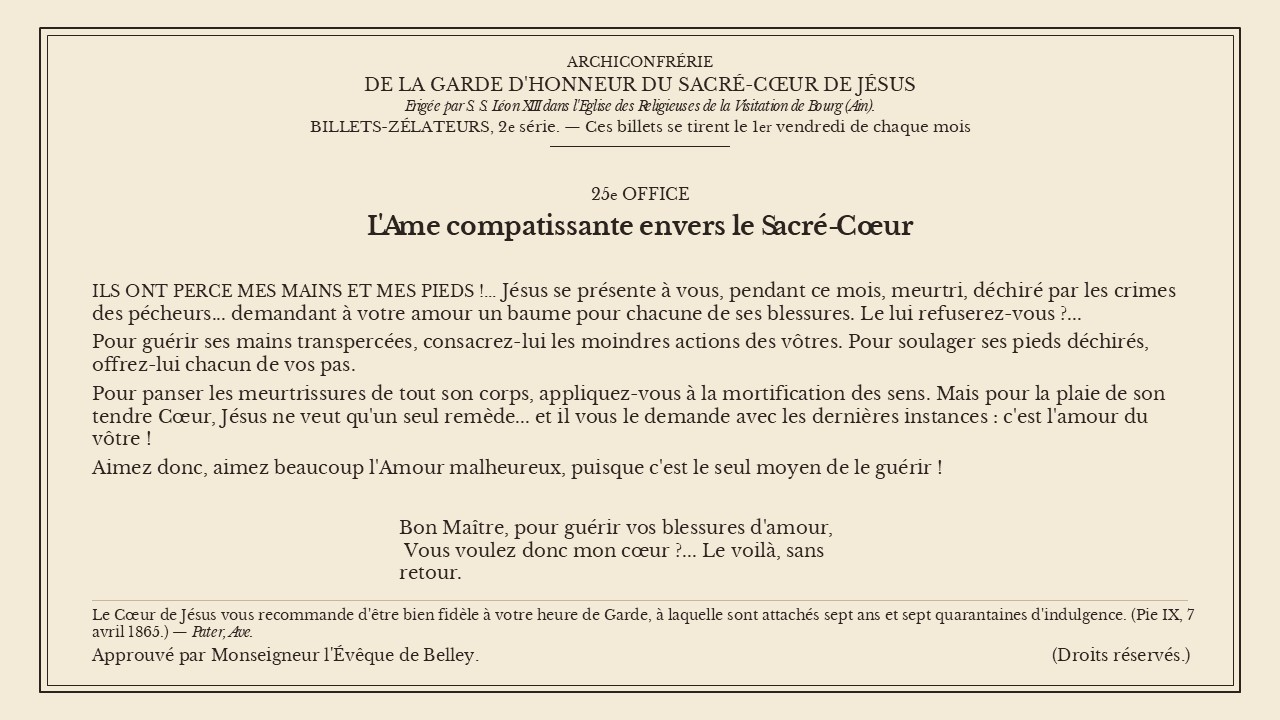 ARCHICONFRÉRIE
DE LA GARDE D'HONNEUR DU SACRÉ-CŒUR DE JÉSUS
Erigée par S. S. Léon XIII dans l'Eglise des Religieuses de la Visitation de Bourg (Ain).
BILLETS-ZÉLATEURS, 2e série. — Ces billets se tirent le 1er vendredi de chaque mois
25e OFFICE
L'Ame compatissante envers le Sacré-Cœur
ILS ONT PERCE MES MAINS ET MES PIEDS !... Jésus se présente à vous, pendant ce mois, meurtri, déchiré par les crimes
des pécheurs... demandant à votre amour un baume pour chacune de ses blessures. Le lui refuserez-vous ?...
Pour guérir ses mains transpercées, consacrez-lui les moindres actions des vôtres. Pour soulager ses pieds déchirés,
offrez-lui chacun de vos pas.
Pour panser les meurtrissures de tout son corps, appliquez-vous à la mortification des sens. Mais pour la plaie de son
tendre Cœur, Jésus ne veut qu'un seul remède... et il vous le demande avec les dernières instances : c'est l'amour du
vôtre !
Aimez donc, aimez beaucoup l'Amour malheureux, puisque c'est le seul moyen de le guérir !
Bon Maître, pour guérir vos blessures d'amour,
Vous voulez donc mon cœur ?... Le voilà, sans
retour.
Le Cœur de Jésus vous recommande d'être bien fidèle à votre heure de Garde, à laquelle sont attachés sept ans et sept quarantaines d'indulgence. (Pie IX, 7
avril 1865.) — Pater, Ave.
Approuvé par Monseigneur l'Évêque de Belley. (Droits réservés.)